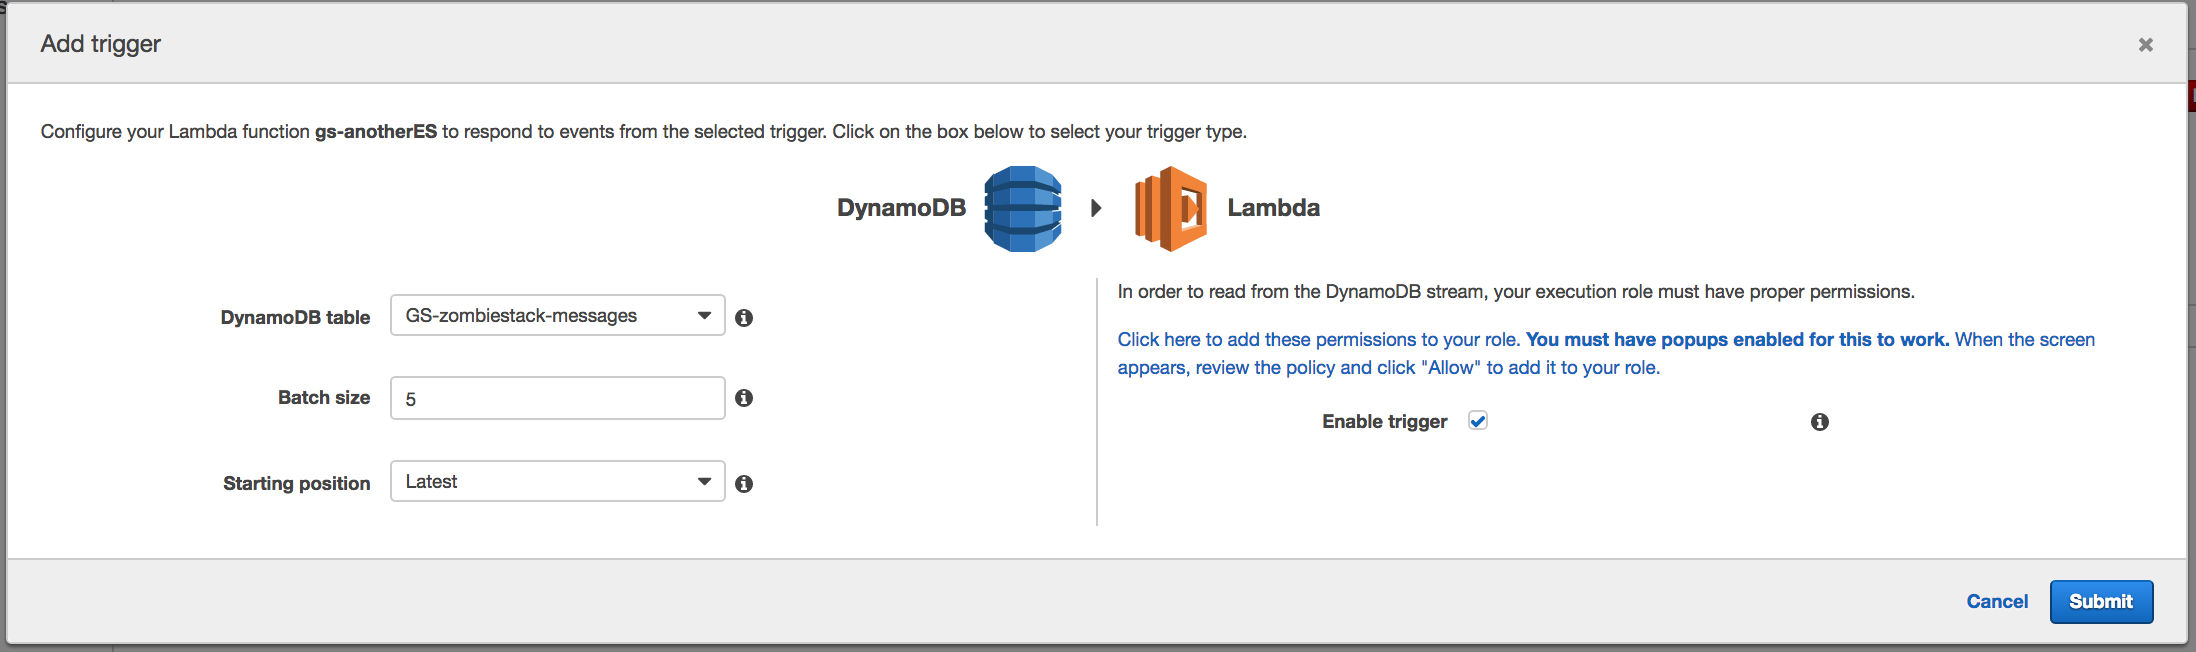 Add trigger
Configure your Lambda function gs-anotherES to respond to events from the selected trigger. Click on the box below to select your trigger type.
DynamoDB
Lambda
DynamoDB table
GS-zombiestack-messages
Batch size
5
Starting position
Latest
In order to read from the DynamoDB stream, your execution role must have proper permissions.
Click here to add these permissions to your role. You must have popups enabled for this to work. When the screen
appears, review the policy and click "Allow" to add it to your role.
Enable trigger
Cancel
Submit